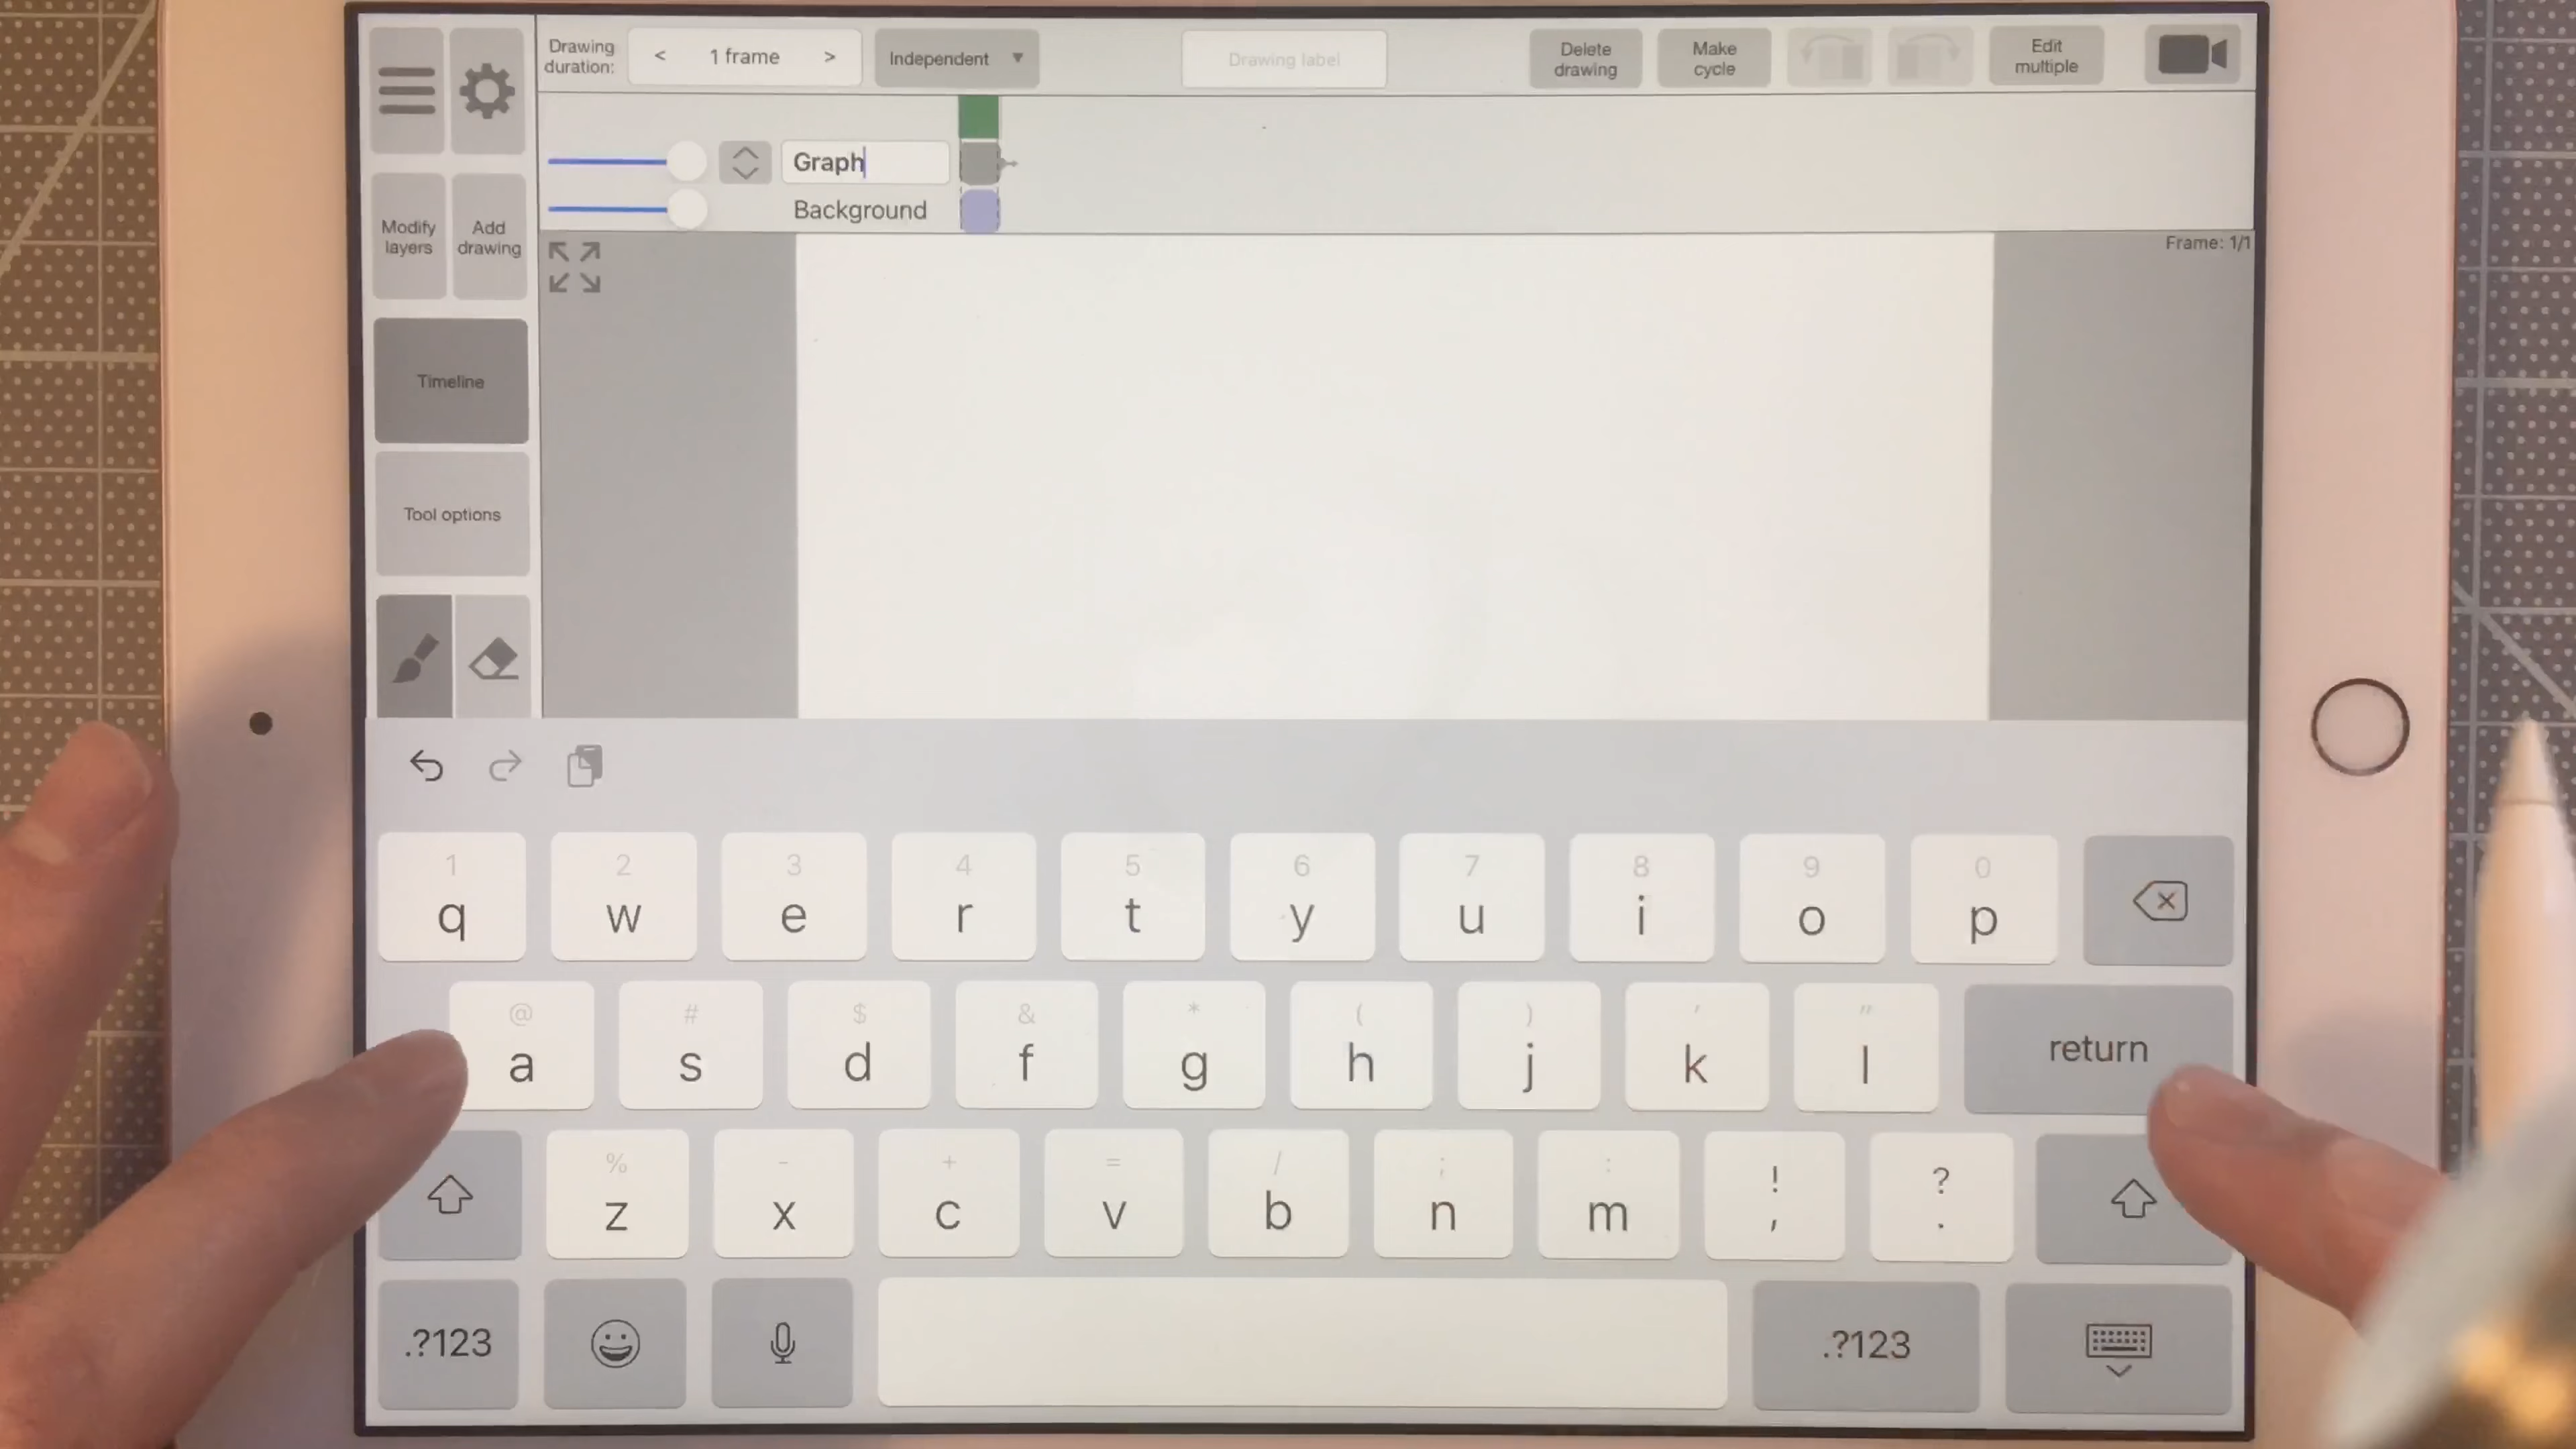 Drawing duration: < 1 frame > Independent ▼ Drawing label Delete drawing Make cycle Edit multiple
Graph
Background
Modify layers Add drawing
Frame: 1/1
Timeline
Tool options
1 2 3 4 5 6 7 8 9 0
q w e r t y u i o p
@ # $ & * ( ) ' "
a s d f g h j k l return
% - + = / ; : ! ?
z x c v b n m , .
.?123 .?123